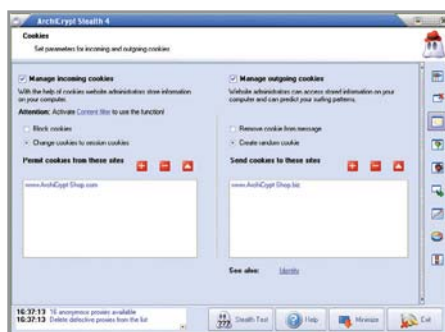 ArchiCrypt Stealth 4
Cookies
Set parameters for incoming and outgoing cookies
Manage incoming cookies
With the help of cookies website administrators store information
on your computer.
Attention: Activate Content filter to use the function!
Block cookies
Change cookies to session cookies
Permit cookies from these sites
www.ArchiCrypt-Shop.com
Manage outgoing cookies
Website administrators can access stored information on your
computer and can predict your surfing patterns.
Remove cookie from message
Create random cookie
Send cookies to these sites
www.ArchiCrypt-Shop.biz
See also: Identity
16:37:13 16 anonymous proxies available
16:37:13 Delete defective proxies from the list
Stealth-Test
Help
Minimize
Exit